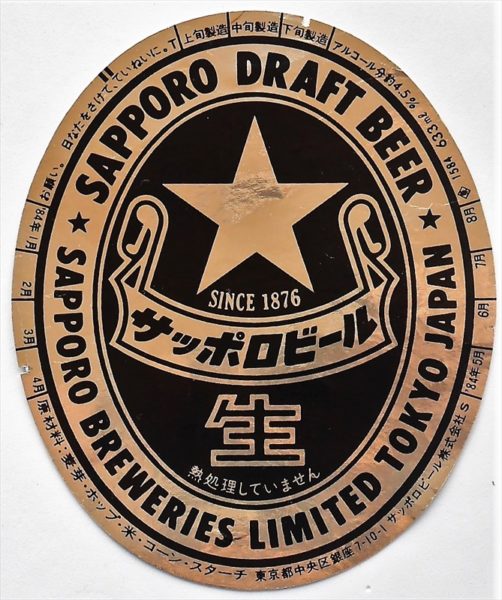 SAPPORO DRAFT BEER
SINCE 1876
サッポロビール
生
熱処理していません
SAPPORO BREWERIES LIMITED TOKYO JAPAN
日なたをさけて、ていねいに。T
上旬製造
中旬製造
下旬製造
アルコール分約4.5%
633mℓ
1584
8月
7月
6月
'84年5月
'84年1月
2月
3月
4月
原材料:麦芽・ホップ・米・コーン・スターチ
東京都中央区銀座7-10-1 サッポロビール株式会社 S